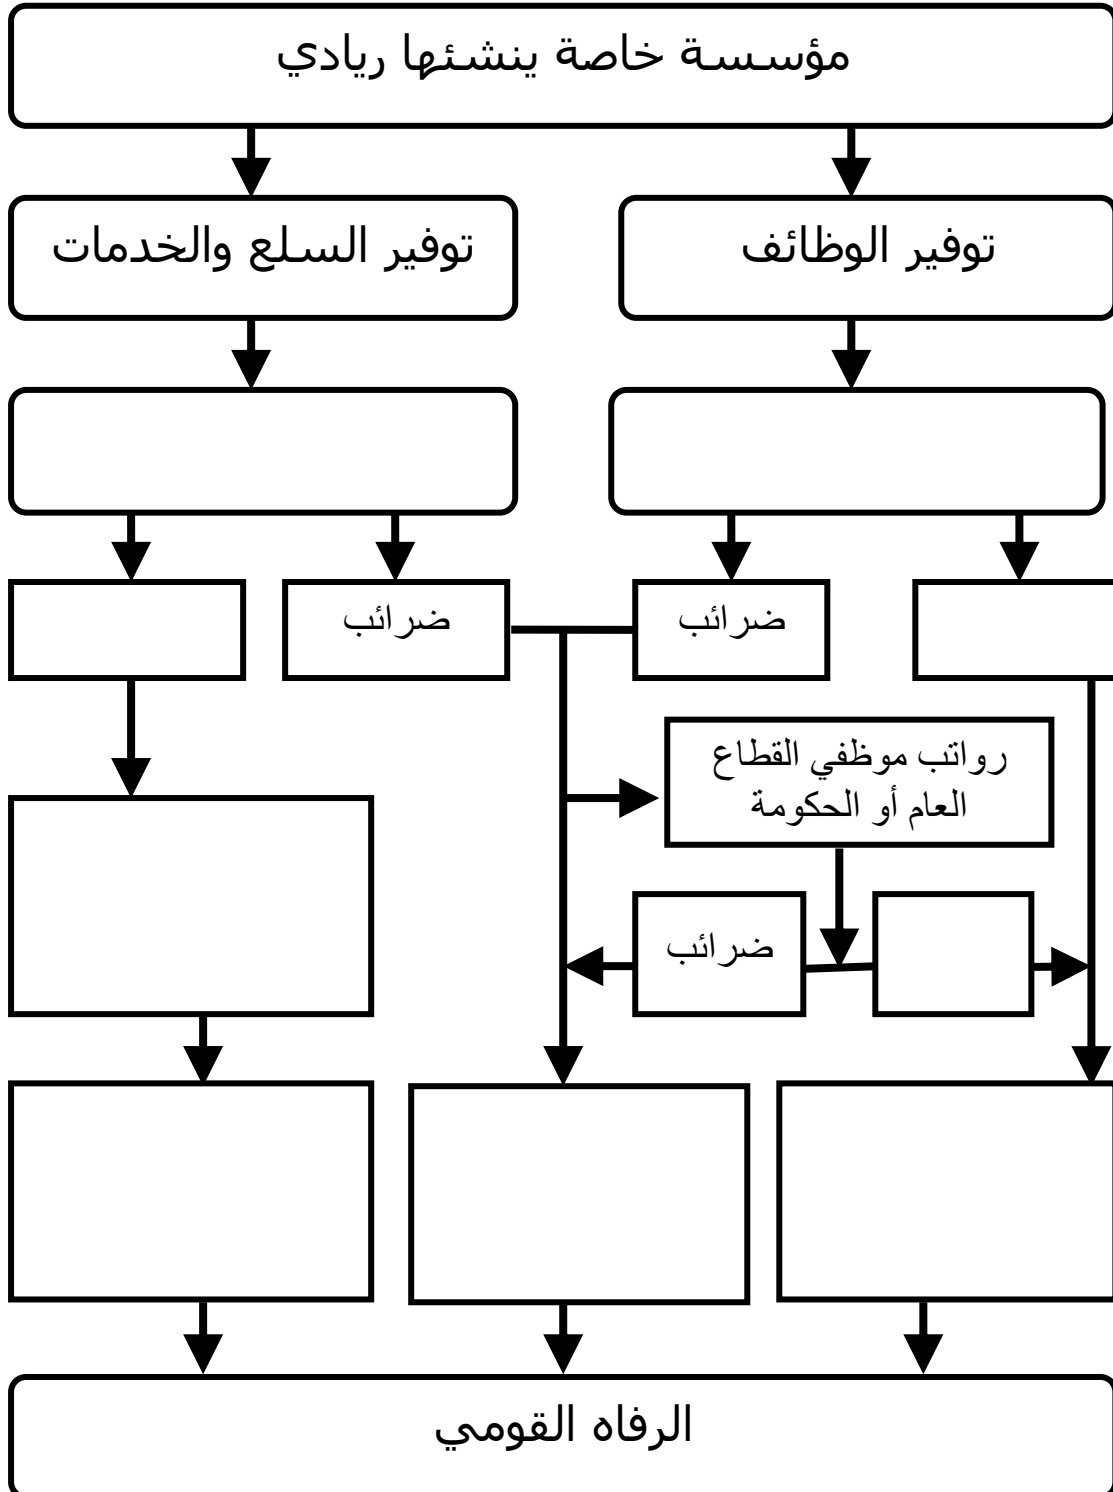 مؤسسة خاصة ينشئها ريادي
توفير الوظائف
توفير السلع والخدمات
ضرائب
ضرائب
رواتب موظفي القطاع
العام أو الحكومة
ضرائب
الرفاه القومي